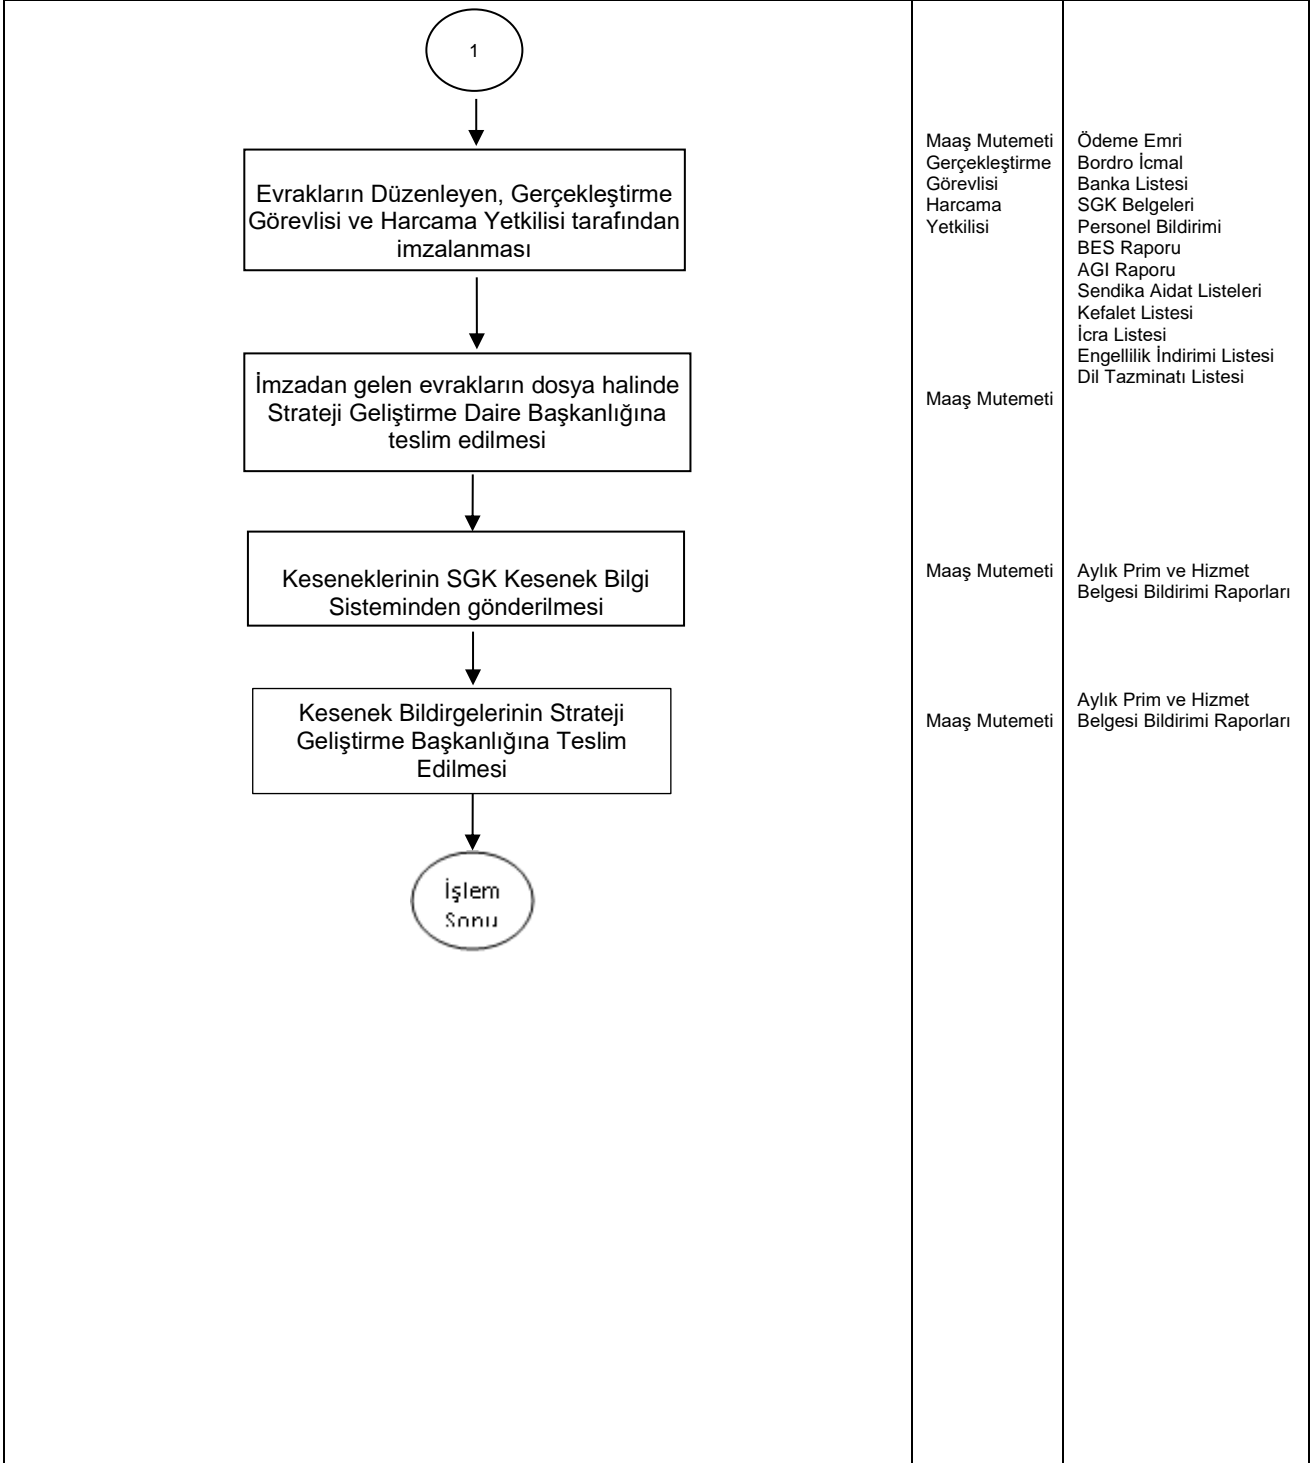 1
Evrakların Düzenleyen, Gerçekleştirme
Görevlisi ve Harcama Yetkilisi tarafından
imzalanması
Maaş Mutemeti
Gerçekleştirme
Görevlisi
Harcama
Yetkilisi
Ödeme Emri
Bordro İcmal
Banka Listesi
SGK Belgeleri
Personel Bildirimi
BES Raporu
AGI Raporu
Sendika Aidat Listeleri
Kefalet Listesi
İcra Listesi
Engellilik İndirimi Listesi
Dil Tazminatı Listesi
İmzadan gelen evrakların dosya halinde
Strateji Geliştirme Daire Başkanlığına
teslim edilmesi
Maaş Mutemeti
Keseneklerinin SGK Kesenek Bilgi
Sisteminden gönderilmesi
Maaş Mutemeti
Aylık Prim ve Hizmet
Belgesi Bildirimi Raporları
Kesenek Bildirgelerinin Strateji
Geliştirme Başkanlığına Teslim
Edilmesi
Maaş Mutemeti
Aylık Prim ve Hizmet
Belgesi Bildirimi Raporları
İşlem
Sonu